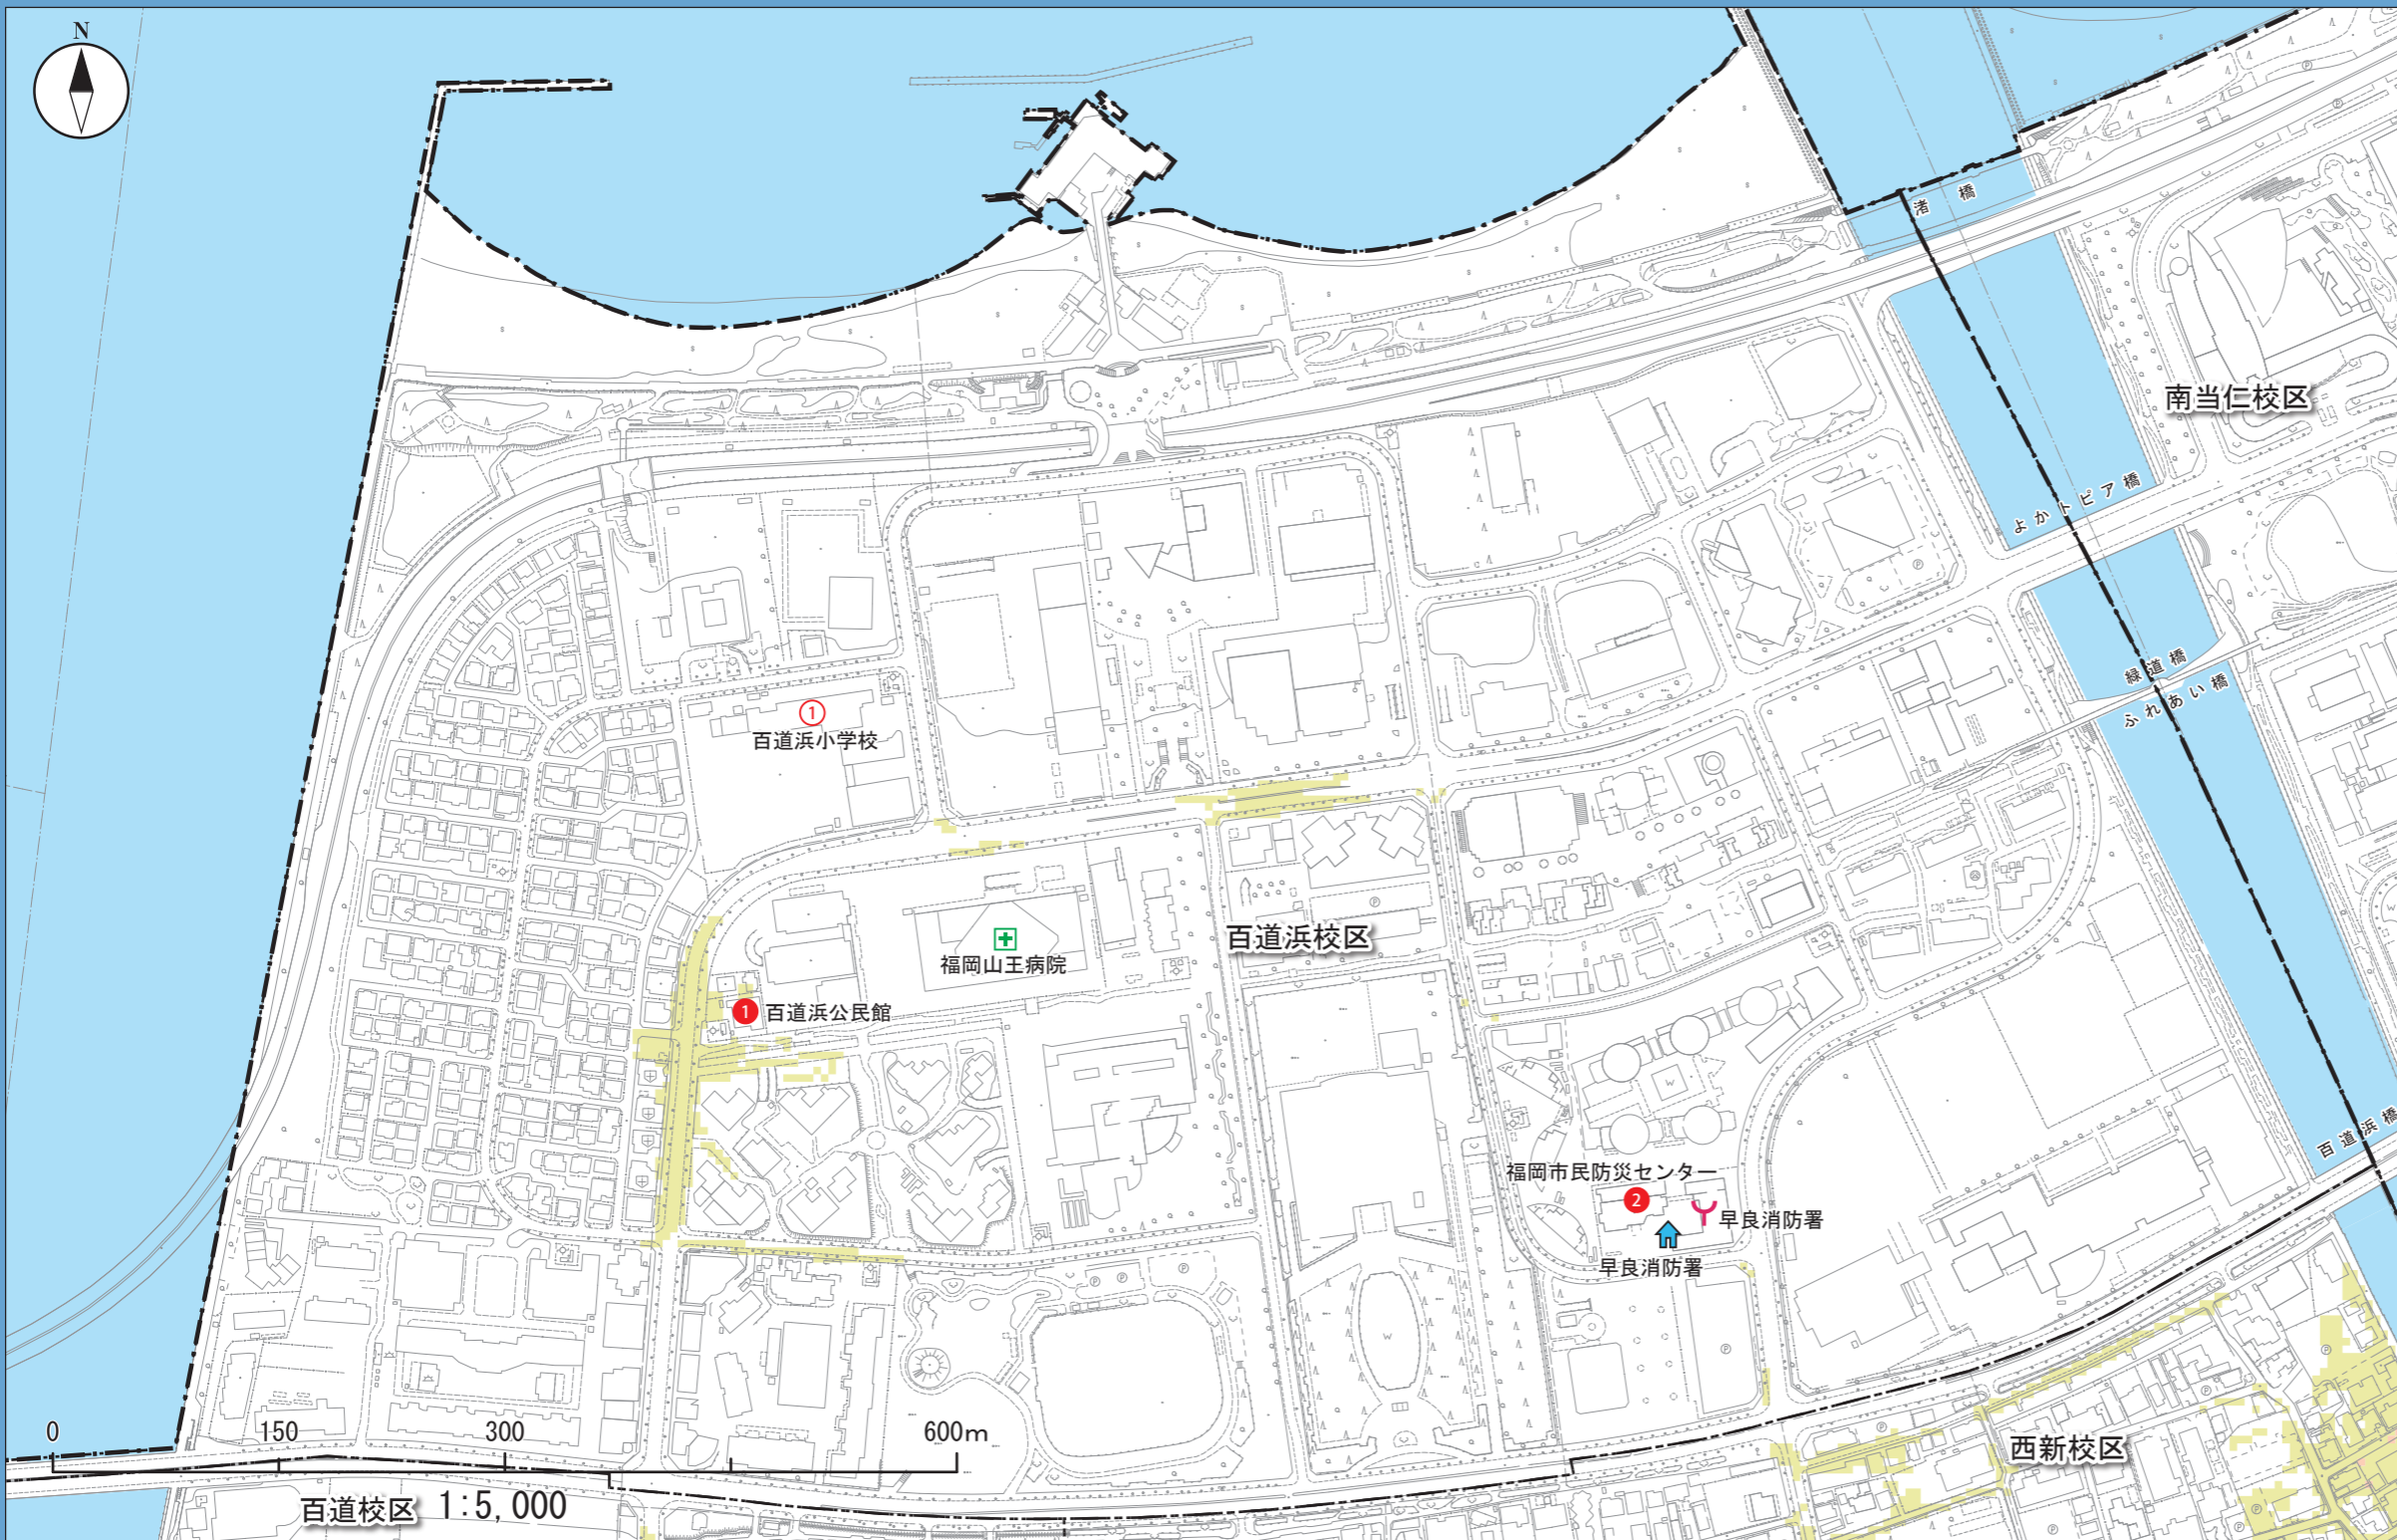 N
渚橋
南当仁校区
よかトピア橋
緑道橋
ふれあい橋
1
百道浜小学校
百道浜校区
福岡山王病院
1 百道浜公民館
百道浜橋
福岡市民防災センター
2
早良消防署
早良消防署
0 150 300 600m
西新校区
百道校区 1:5,000